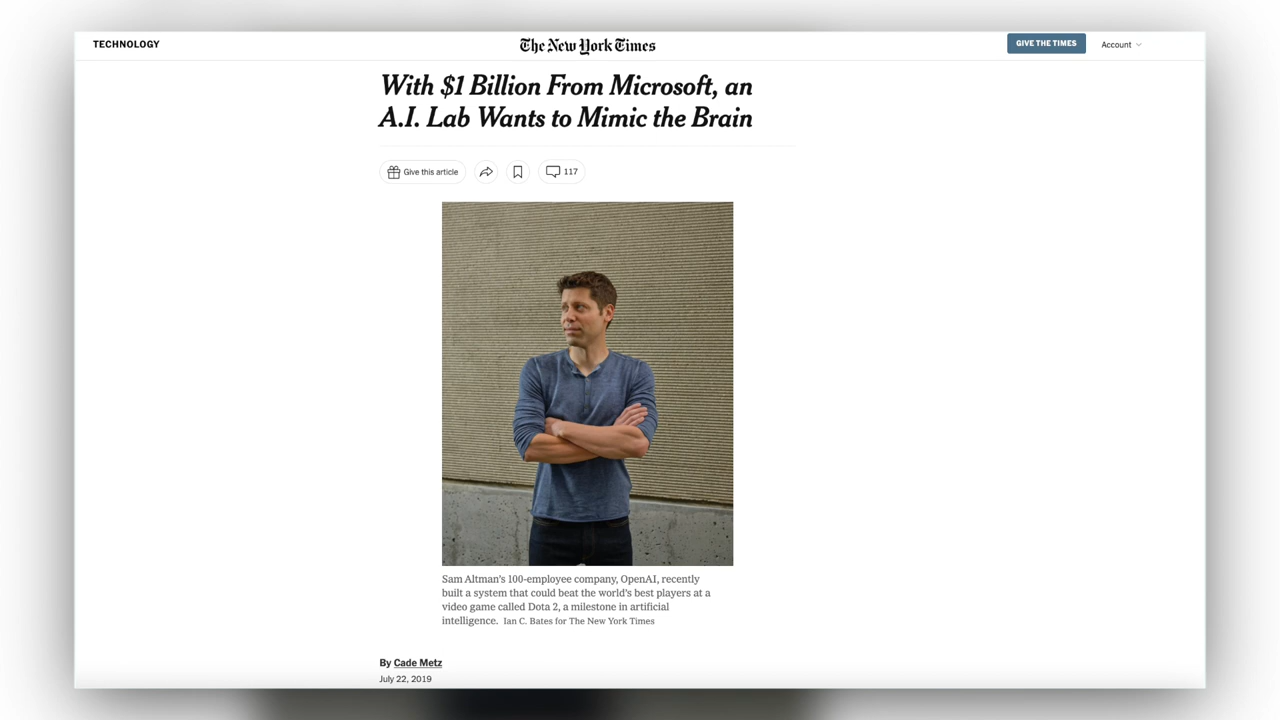 TECHNOLOGY
The New York Times
GIVE THE TIMES
Account
With $1 Billion From Microsoft, an
A.I. Lab Wants to Mimic the Brain
Give this article
117
Sam Altman's 100-employee company, OpenAI, recently
built a system that could beat the world's best players at a
video game called Dota 2, a milestone in artificial
intelligence. Ian C. Bates for The New York Times
By Cade Metz
July 22, 2019